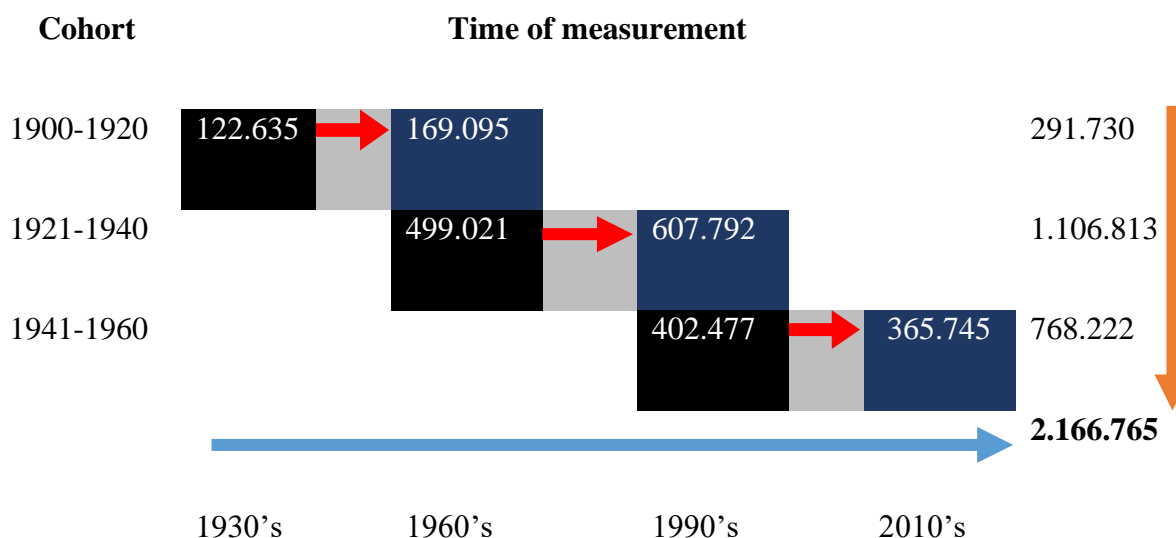 Cohort Time of measurement
1900-1920 122.635 169.095 291.730
1921-1940 499.021 607.792 1.106.813
1941-1960 402.477 365.745 768.222
2.166.765
1930’s 1960’s 1990’s 2010’s